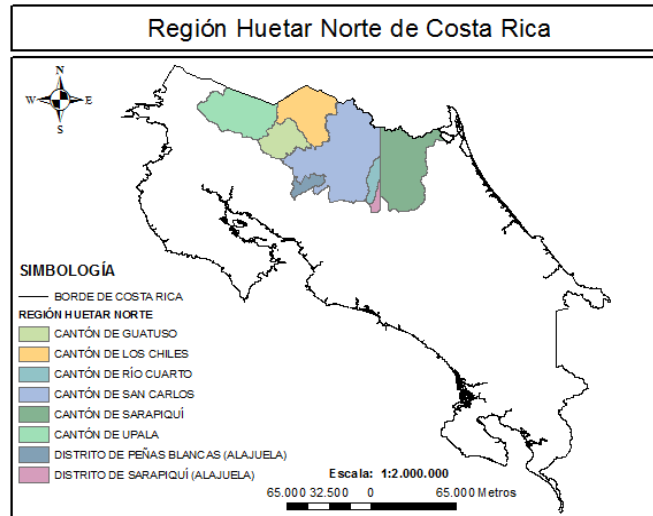 Región Huetar Norte de Costa Rica
N
W E
S
SIMBOLOGÍA
BORDE DE COSTA RICA
REGIÓN HUETAR NORTE
CANTÓN DE GUATUSO
CANTÓN DE LOS CHILES
CANTÓN DE RÍO CUARTO
CANTÓN DE SAN CARLOS
CANTÓN DE SARAPIQUÍ
CANTÓN DE UPALA
DISTRITO DE PEÑAS BLANCAS (ALAJUELA)
DISTRITO DE SARAPIQUÍ (ALAJUELA)
Escala: 1:2.000.000
65.000 32.500 0 65.000 Metros